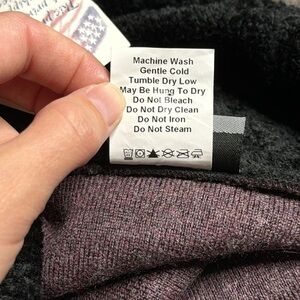 Machine Wash
Gentle Cold
Tumble Dry Low
May Be Hung To Dry
Do Not Bleach
Do Not Dry Clean
Do Not Iron
Do Not Steam